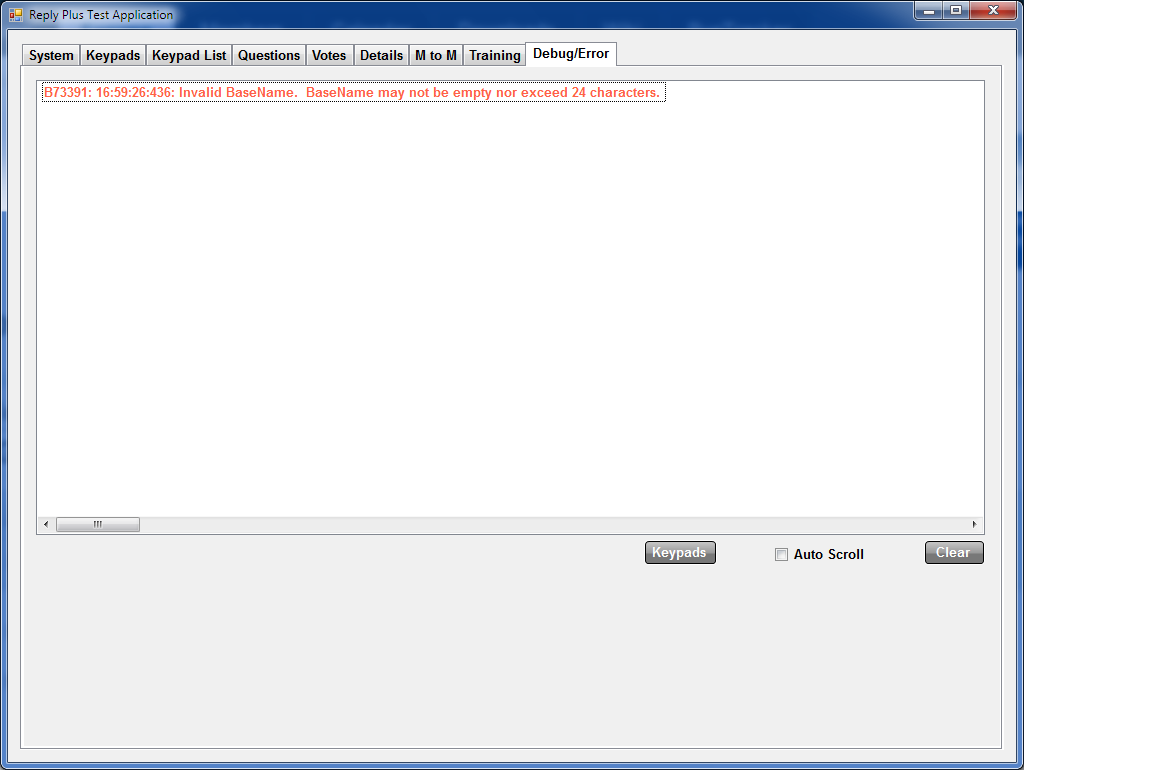 Reply Plus Test Application
System Keypads Keypad List Questions Votes Details M to M Training Debug/Error
B73391: 16:59:26:436: Invalid BaseName.  BaseName may not be empty nor exceed 24 characters.
Keypads Auto Scroll Clear